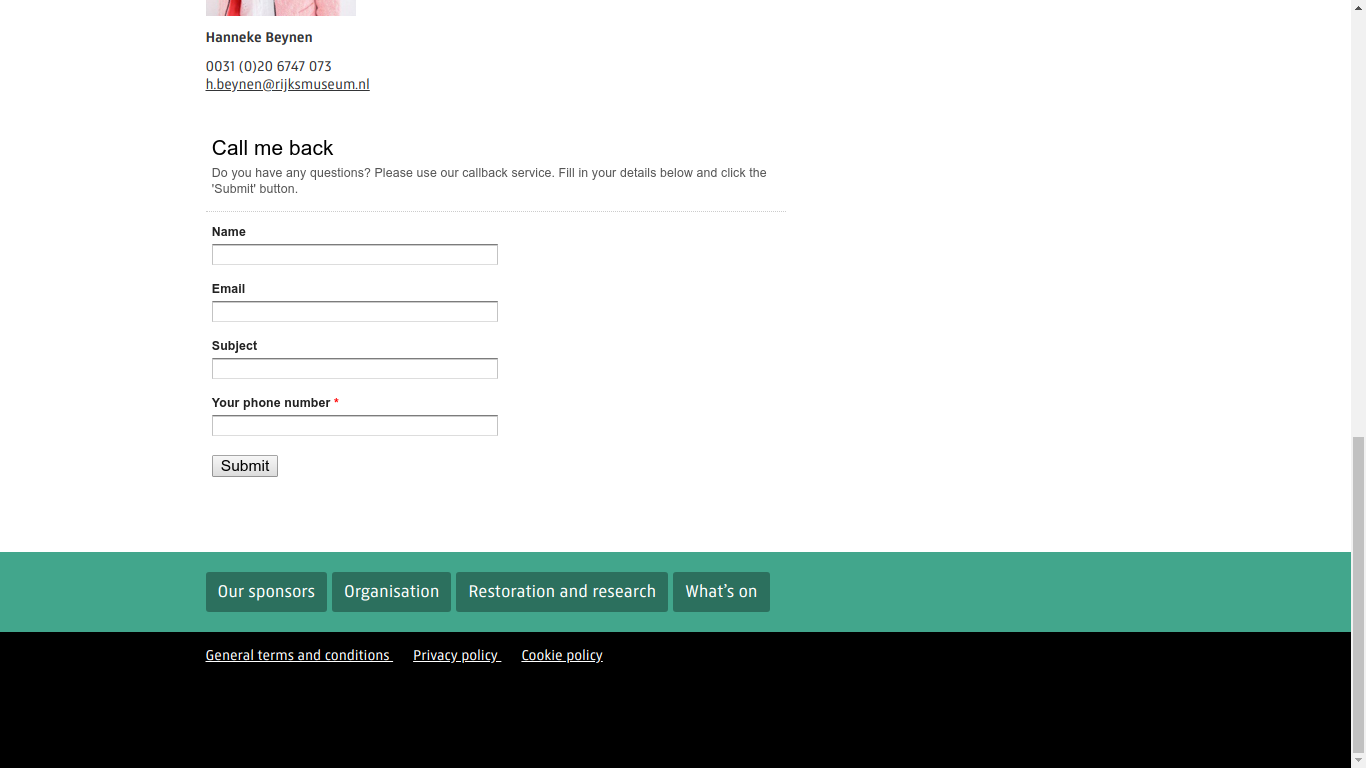 Hanneke Beynen
0031 (0)20 6747 073
h.beynen@rijksmuseum.nl
Call me back
Do you have any questions? Please use our callback service. Fill in your details below and click the
'Submit' button.
Name
Email
Subject
Your phone number *
Submit
Our sponsors Organisation Restoration and research What's on
General terms and conditions Privacy policy Cookie policy